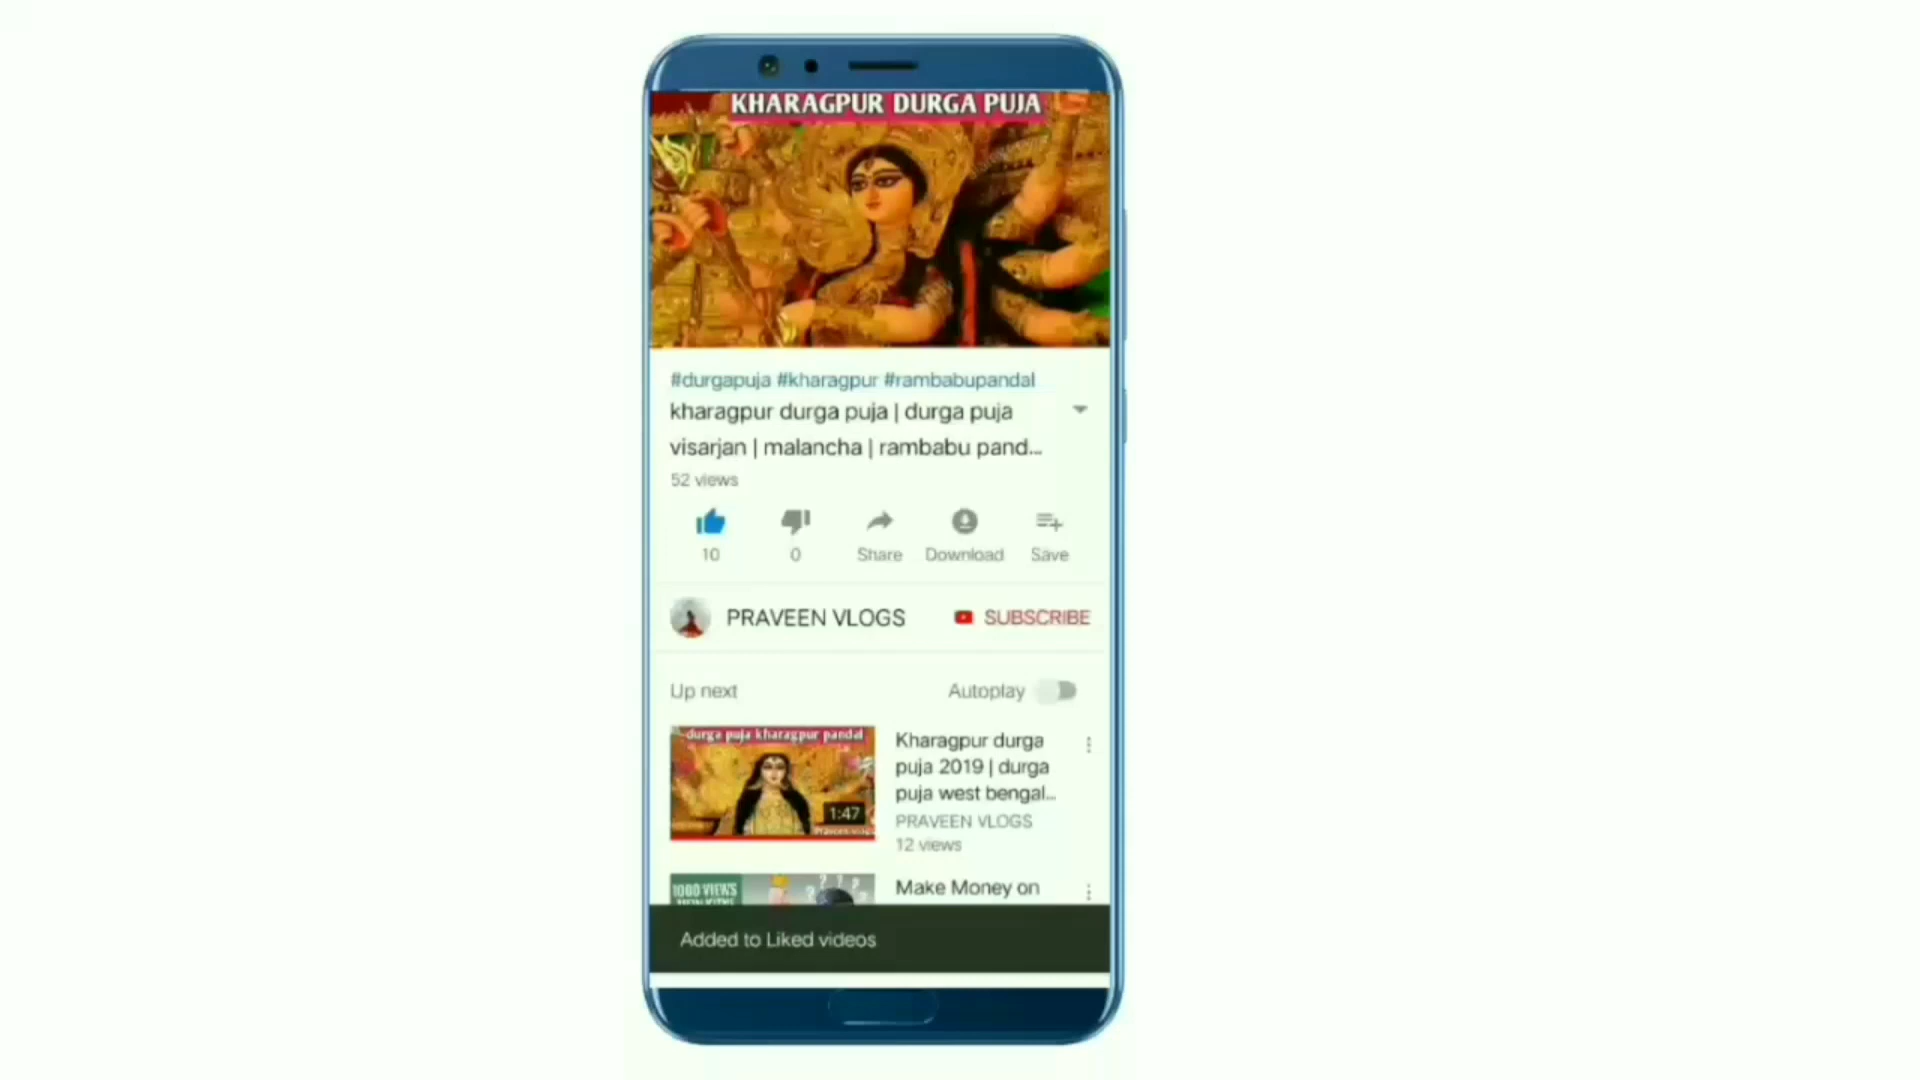 KHARAGPUR DURGA PUJA
#durgapuja #kharagpur #rambabupandal
kharagpur durga puja | durga puja
visarjan | malancha | rambabu pand...
52 views
10
0
Share
Download
Save
PRAVEEN VLOGS
SUBSCRIBE
Up next
Autoplay
durga puja kharagpur pandal
1:47
Kharagpur durga
puja 2019 | durga
puja west bengal...
PRAVEEN VLOGS
12 views
1000 VIEWS
Make Money on
Added to Liked videos